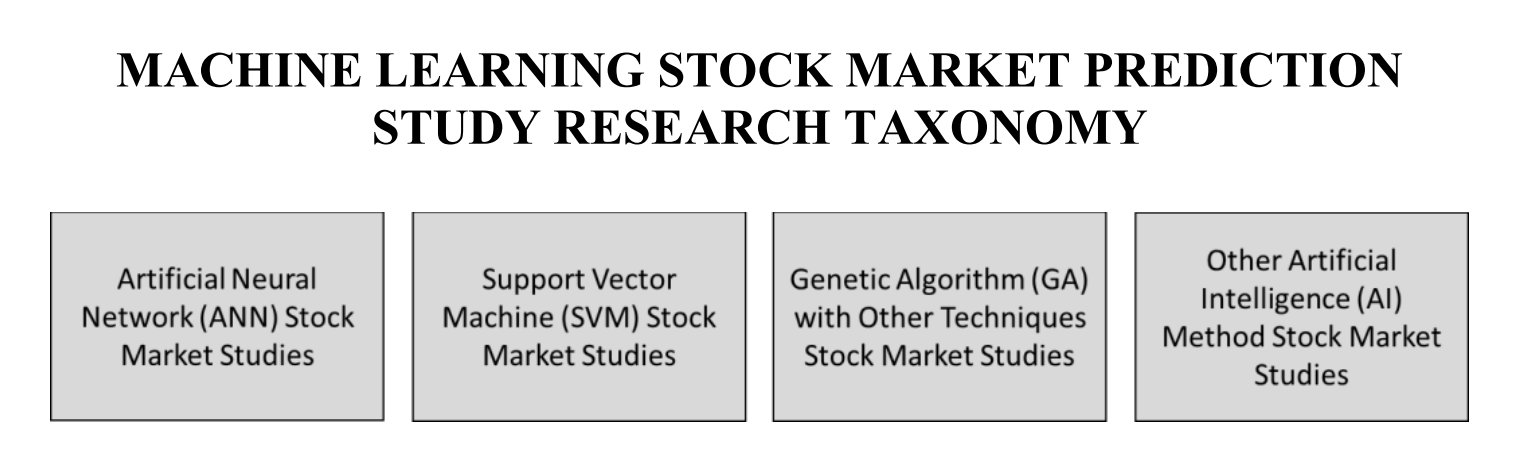 MACHINE LEARNING STOCK MARKET PREDICTION
STUDY RESEARCH TAXONOMY
Artificial Neural
Network (ANN) Stock
Market Studies
Support Vector
Machine (SVM) Stock
Market Studies
Genetic Algorithm (GA)
with Other Techniques
Stock Market Studies
Other Artificial
Intelligence (AI)
Method Stock Market
Studies